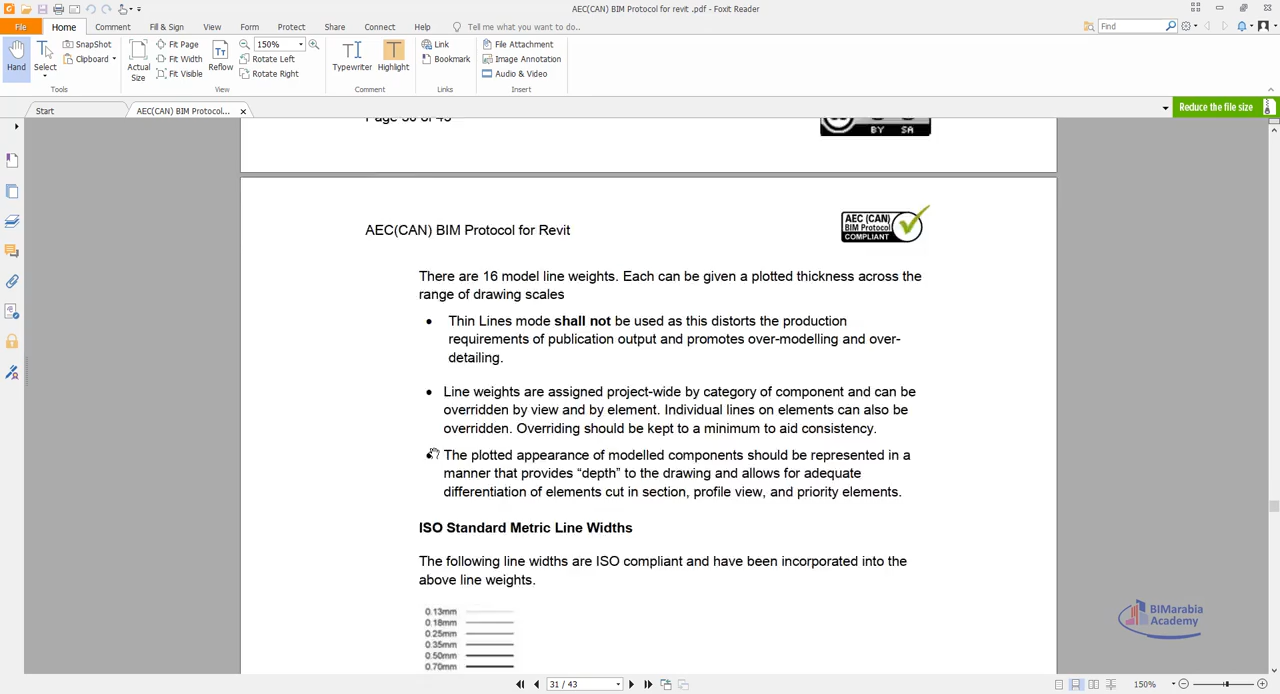 AEC(CAN) BIM Protocol for revit .pdf - Foxit Reader
File Home Comment Fill & Sign View Form Protect Share Connect Help Tell me what you want to do.. Find
Hand
Select
SnapShot
Clipboard
Tools
Actual Size
Fit Page
Fit Width
Fit Visible
Reflow
150%
Rotate Left
Rotate Right
View
Typewriter
Highlight
Comment
Link
Bookmark
Links
File Attachment
Image Annotation
Audio & Video
Insert
Start AEC(CAN) BIM Protocol... Reduce the file size
Page 30 of 43
BY SA
AEC(CAN) BIM Protocol for Revit
AEC (CAN)
BIM Protocol
COMPLIANT
There are 16 model line weights. Each can be given a plotted thickness across the
range of drawing scales
• Thin Lines mode shall not be used as this distorts the production
requirements of publication output and promotes over-modelling and over-
detailing.
• Line weights are assigned project-wide by category of component and can be
overridden by view and by element. Individual lines on elements can also be
overridden. Overriding should be kept to a minimum to aid consistency.
The plotted appearance of modelled components should be represented in a
manner that provides “depth” to the drawing and allows for adequate
differentiation of elements cut in section, profile view, and priority elements.
ISO Standard Metric Line Widths
The following line widths are ISO compliant and have been incorporated into the
above line weights.
0.13mm
0.18mm
0.25mm
0.35mm
0.50mm
0.70mm
BIMarabia
Academy
31 / 43 150%